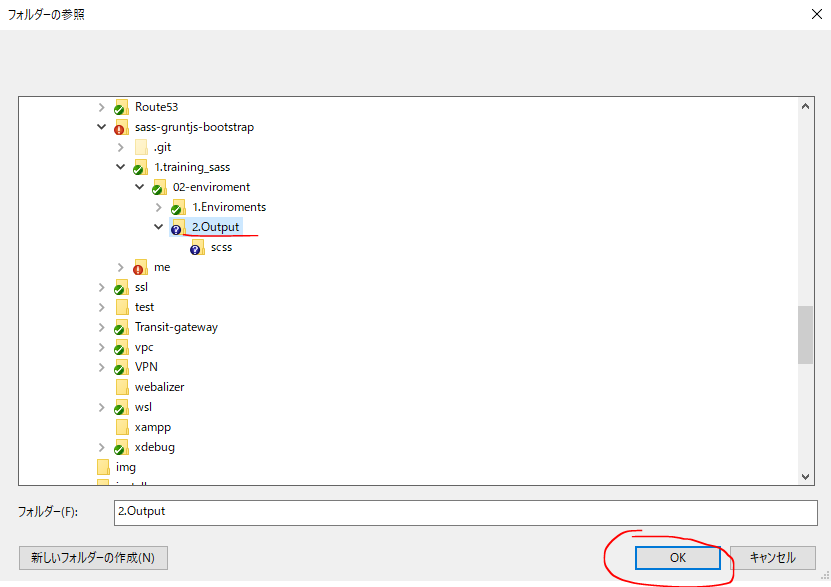 フォルダーの参照
Route53
sass-gruntjs-bootstrap
.git
1.training_sass
02-enviroment
1.Enviroments
2.Output
scss
me
ssl
test
Transit-gateway
vpc
VPN
webalizer
wsl
xampp
xdebug
img
フォルダー(F):
2.Output
新しいフォルダーの作成(N)
OK
キャンセル